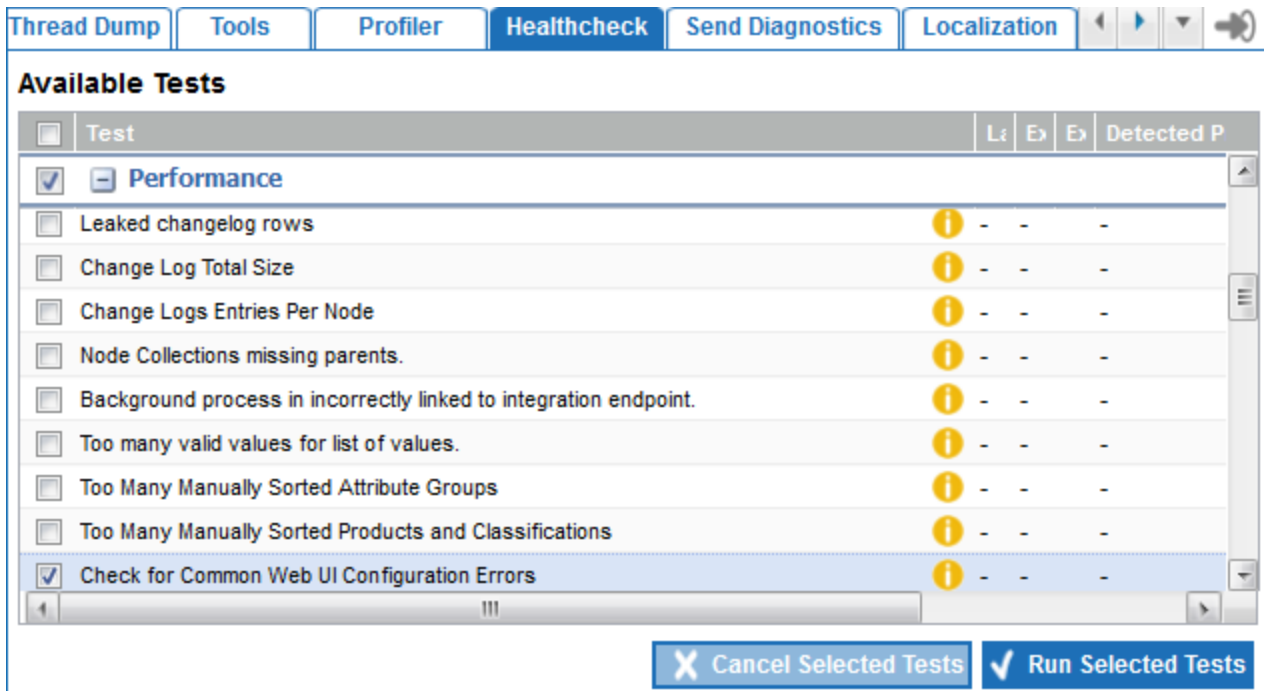 Thread Dump Tools Profiler Healthcheck Send Diagnostics Localization
Available Tests
Test Detected P
Performance
Leaked changelog rows - - -
Change Log Total Size - - -
Change Logs Entries Per Node - - -
Node Collections missing parents. - - -
Background process in incorrectly linked to integration endpoint. - - -
Too many valid values for list of values. - - -
Too Many Manually Sorted Attribute Groups - - -
Too Many Manually Sorted Products and Classifications - - -
Check for Common Web UI Configuration Errors - - -
Cancel Selected Tests Run Selected Tests